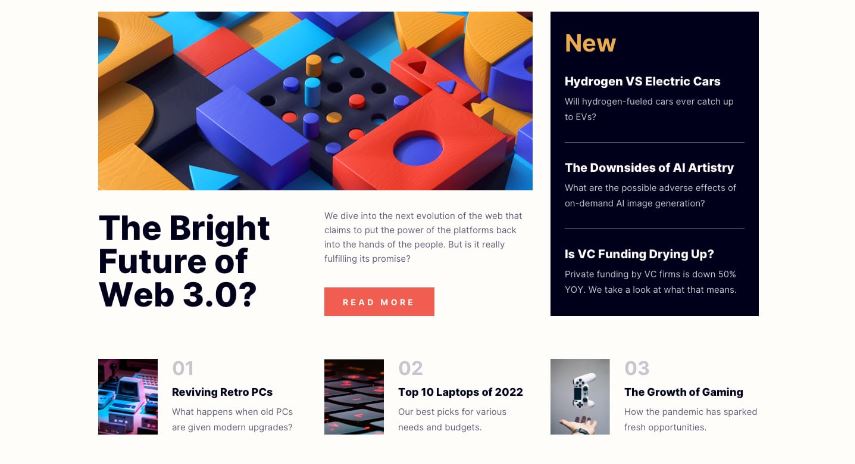 The Bright
Future of
Web 3.0?
We dive into the next evolution of the web that
claims to put the power of the platforms back
into the hands of the people. But is it really
fulfilling its promise?
READ MORE
New
Hydrogen VS Electric Cars
Will hydrogen-fueled cars ever catch up
to EVs?
The Downsides of AI Artistry
What are the possible adverse effects of
on-demand AI image generation?
Is VC Funding Drying Up?
Private funding by VC firms is down 50%
YOY. We take a look at what that means.
01
Reviving Retro PCs
What happens when old PCs
are given modern upgrades?
02
Top 10 Laptops of 2022
Our best picks for various
needs and budgets.
03
The Growth of Gaming
How the pandemic has sparked
fresh opportunities.